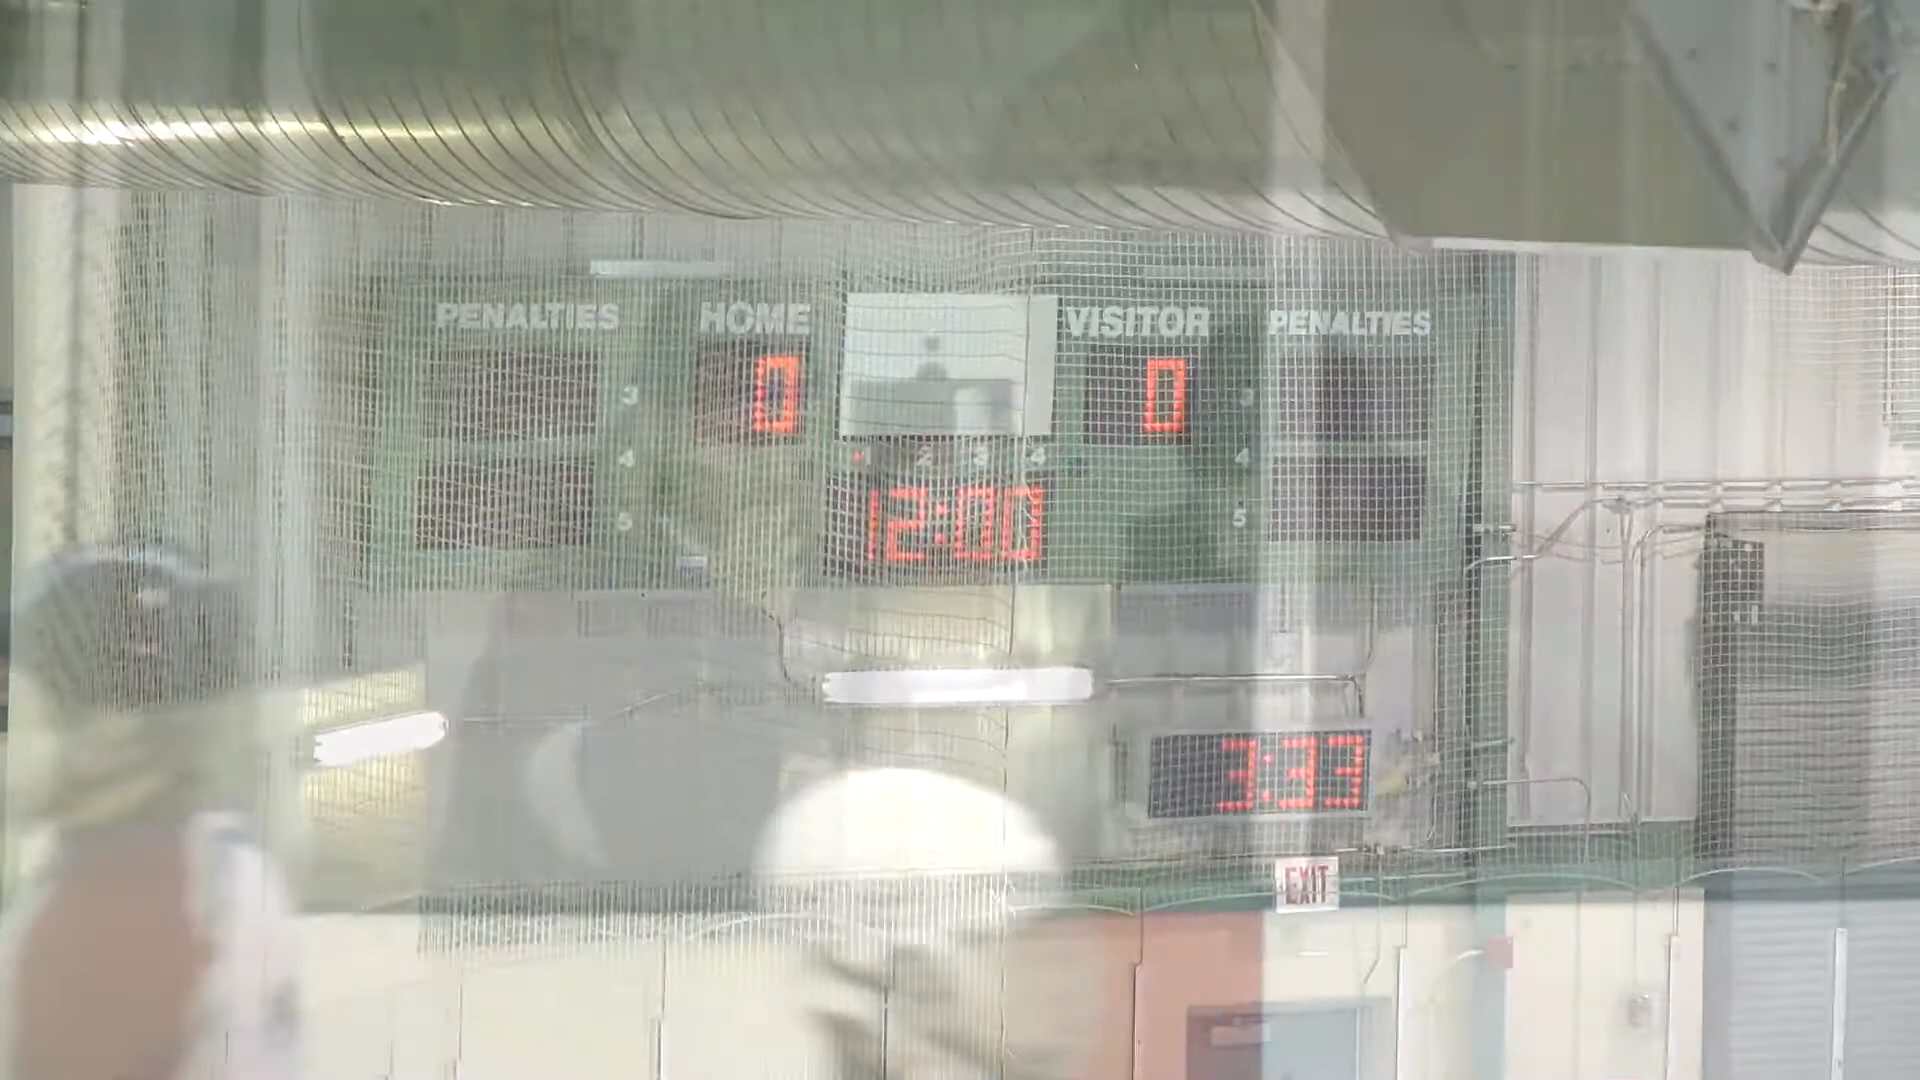 PENALTIES HOME VISITOR PENALTIES
3 0 0 3
4 2 3 4 4
5 12:00 5
3:33
EXIT